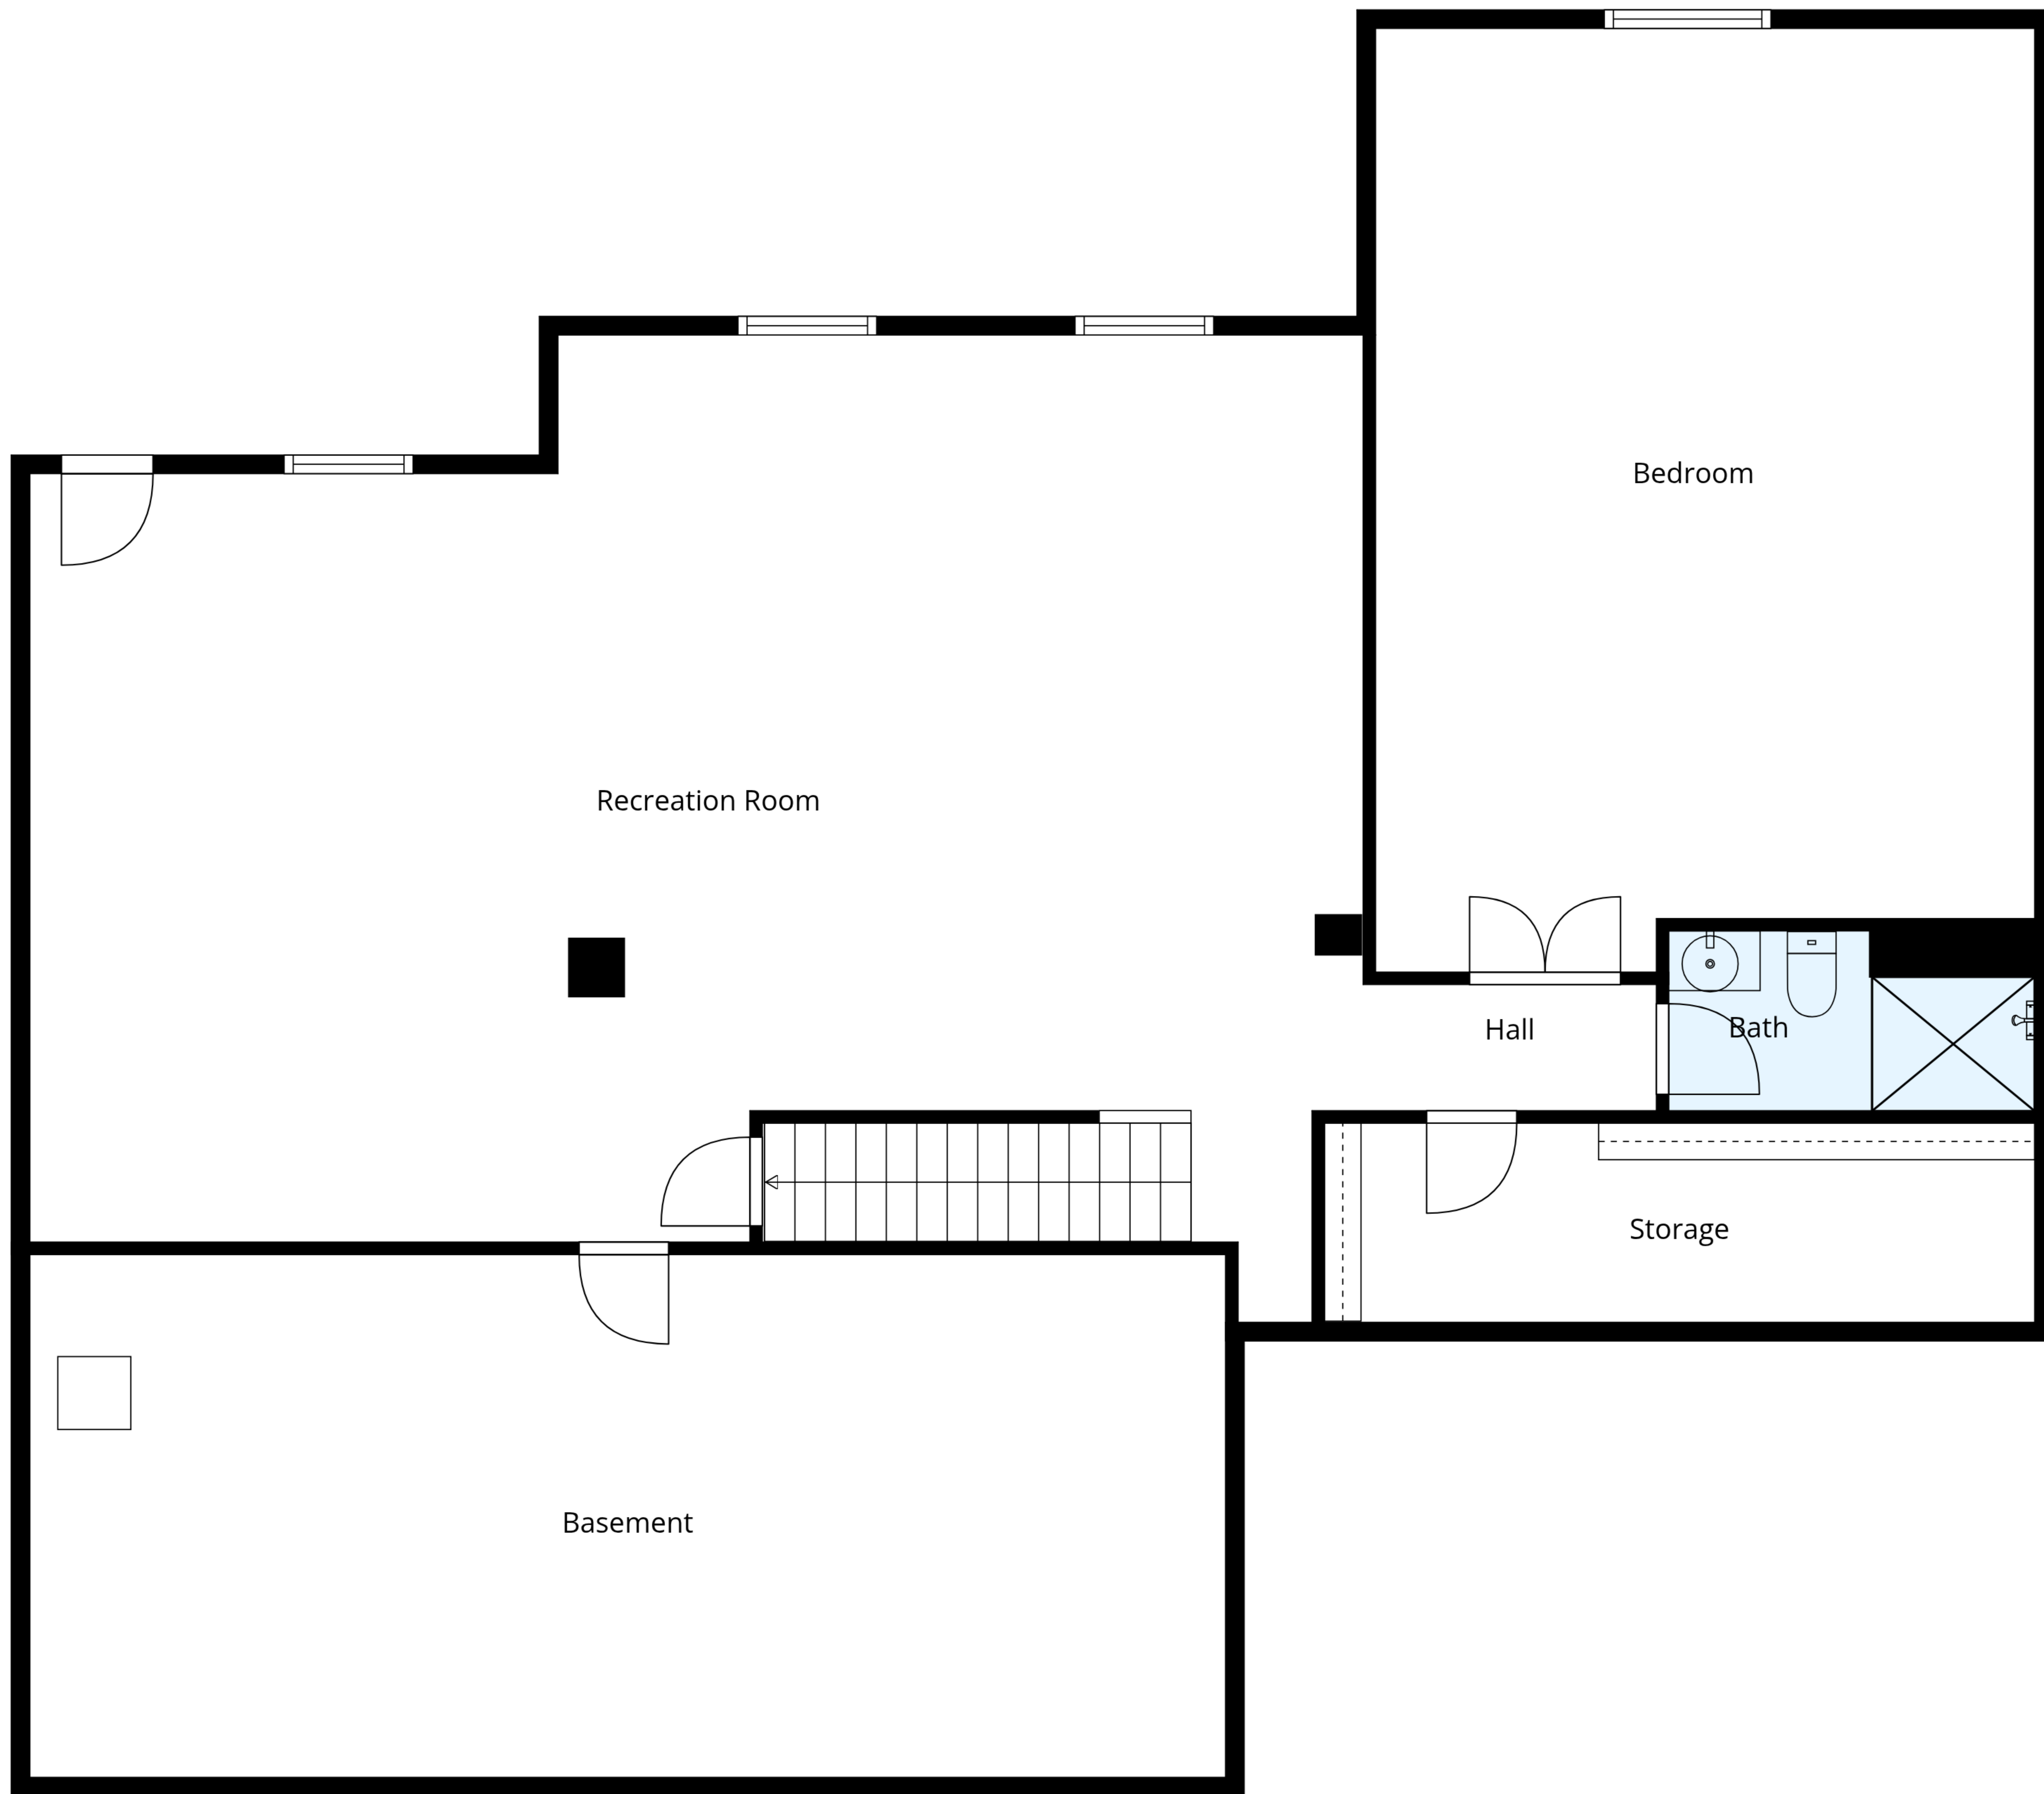 Bedroom
Recreation Room
Hall
Bath
Storage
Basement